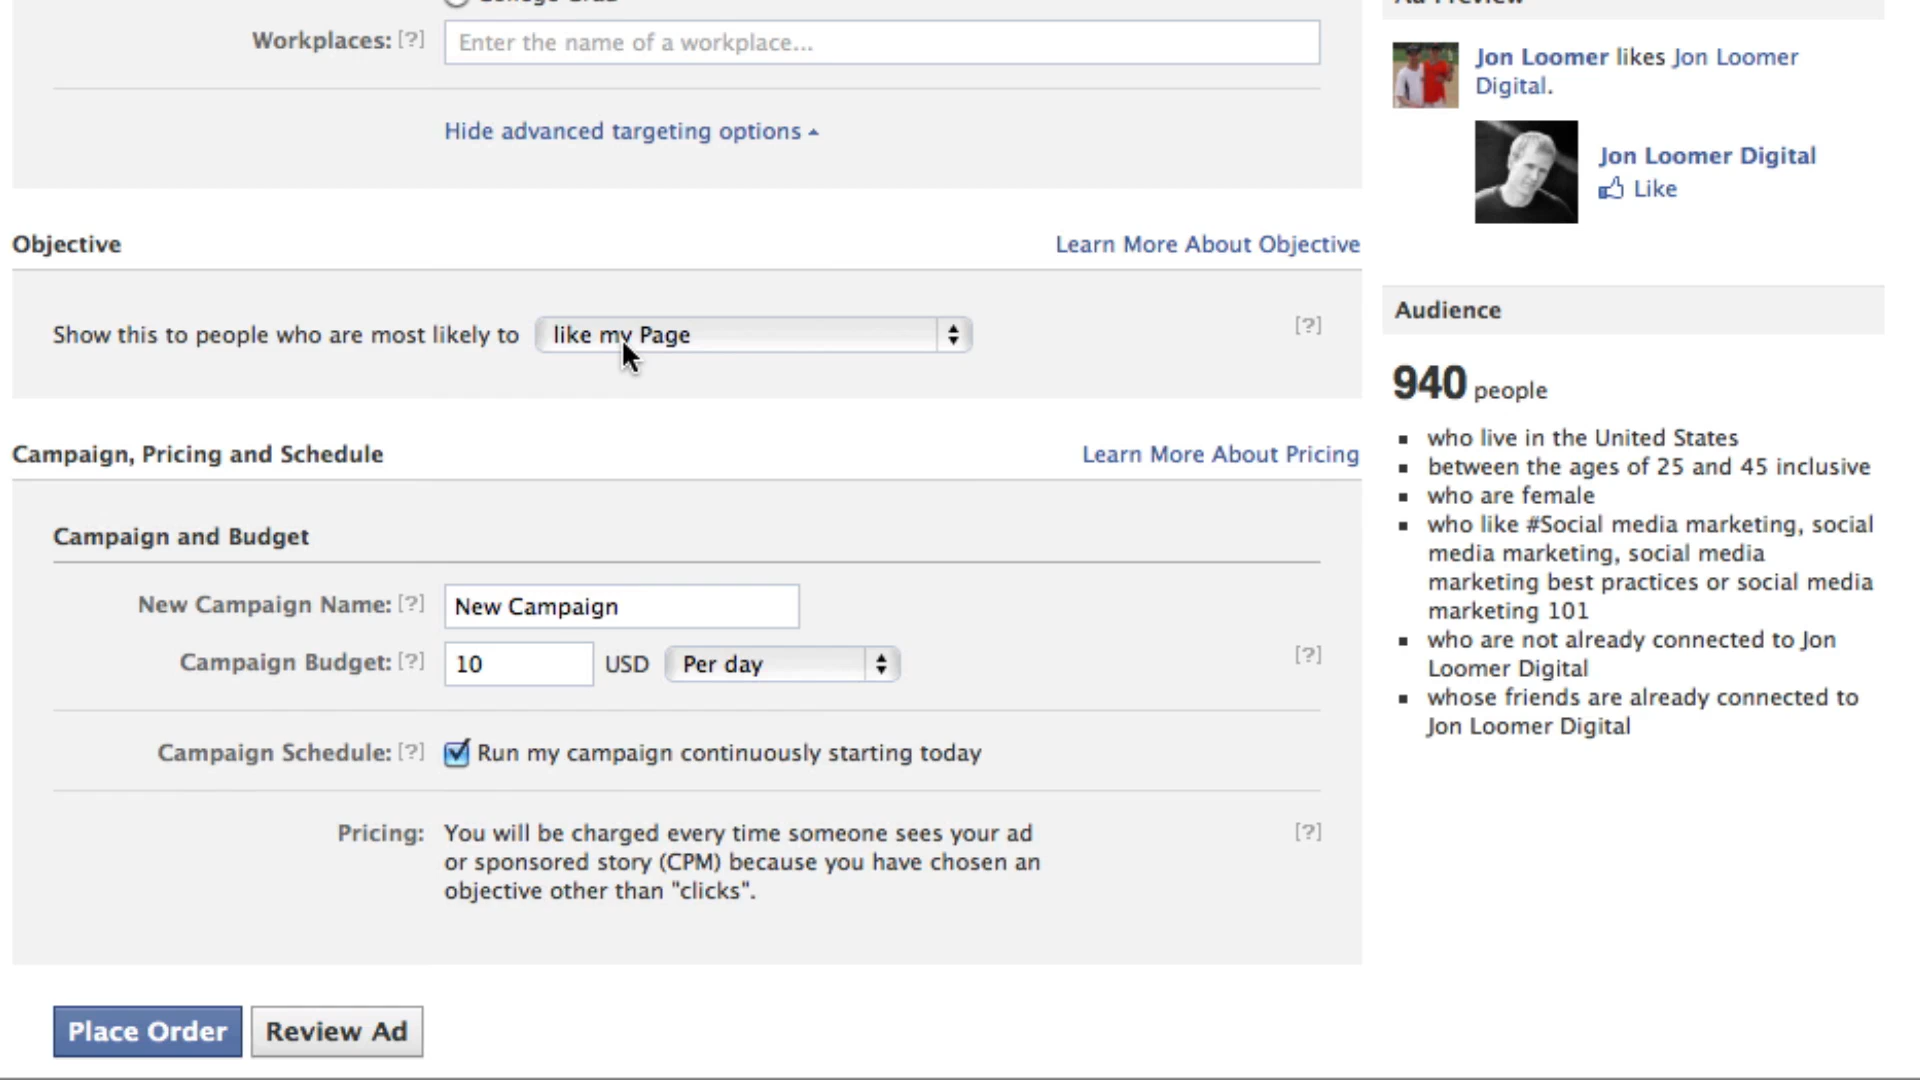 College Grad
Workplaces: [?] Enter the name of a workplace...
Hide advanced targeting options
Objective
Learn More About Objective
Show this to people who are most likely to like my Page [?]
Campaign, Pricing and Schedule
Learn More About Pricing
Campaign and Budget
New Campaign Name: [?] New Campaign
Campaign Budget: [?] 10 USD Per day [?]
Campaign Schedule: [?] Run my campaign continuously starting today
Pricing: You will be charged every time someone sees your ad [?]
or sponsored story (CPM) because you have chosen an
objective other than "clicks".
Place Order Review Ad
Ad Preview
Jon Loomer likes Jon Loomer
Digital.
Jon Loomer Digital
Like
Audience
940 people
who live in the United States
between the ages of 25 and 45 inclusive
who are female
who like #Social media marketing, social
media marketing, social media
marketing best practices or social media
marketing 101
who are not already connected to Jon
Loomer Digital
whose friends are already connected to
Jon Loomer Digital